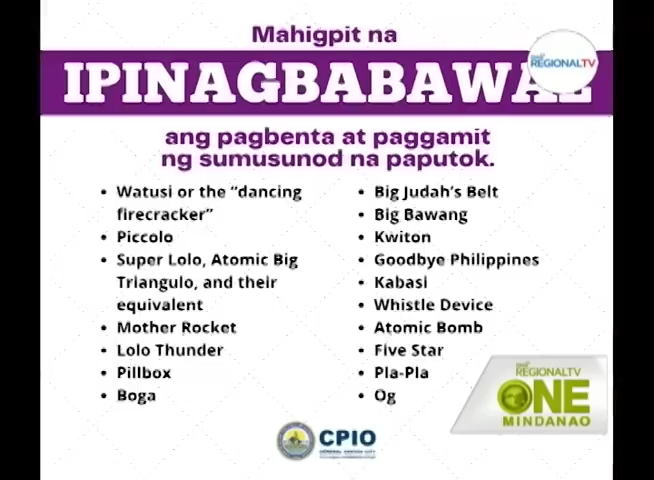 Mahigpit na
IPINAGBABAWAL
REGIONALTV
ang pagbenta at paggamit
ng sumusunod na paputok.
• Watusi or the “dancing
firecracker”
• Piccolo
• Super Lolo, Atomic Big
Triangulo, and their
equivalent
• Mother Rocket
• Lolo Thunder
• Pillbox
• Boga
• Big Judah's Belt
• Big Bawang
• Kwiton
• Goodbye Philippines
• Kabasi
• Whistle Device
• Atomic Bomb
• Five Star
• Pla-Pla
• Og
REGIONALTV
ONE
MINDANAO
CPIO